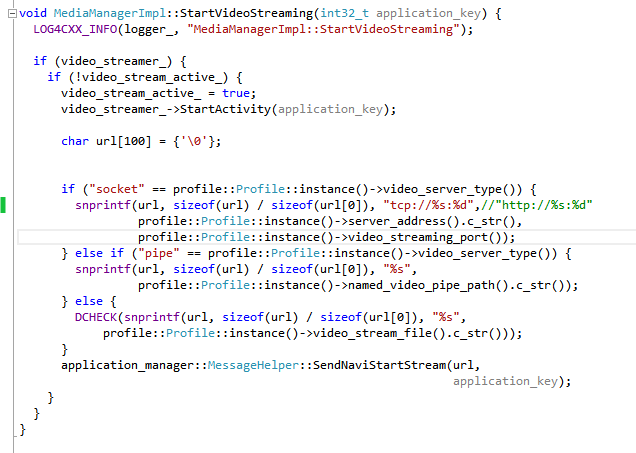 void MediaManagerImpl::StartVideoStreaming(int32_t application_key) {
  LOG4CXX_INFO(logger_, "MediaManagerImpl::StartVideoStreaming");

  if (video_streamer_) {
    if (!video_stream_active_) {
      video_stream_active_ = true;
      video_streamer_->StartActivity(application_key);

      char url[100] = {'\0'};


      if ("socket" == profile::Profile::instance()->video_server_type()) {
        snprintf(url, sizeof(url) / sizeof(url[0]), "tcp://%s:%d",//"http://%s:%d"
                 profile::Profile::instance()->server_address().c_str(),
                 profile::Profile::instance()->video_streaming_port());
      } else if ("pipe" == profile::Profile::instance()->video_server_type()) {
        snprintf(url, sizeof(url) / sizeof(url[0]), "%s",
                 profile::Profile::instance()->named_video_pipe_path().c_str());
      } else {
        DCHECK(snprintf(url, sizeof(url) / sizeof(url[0]), "%s",
            profile::Profile::instance()->video_stream_file().c_str()));
      }
      application_manager::MessageHelper::SendNaviStartStream(url,
                                                              application_key);
    }
  }
}